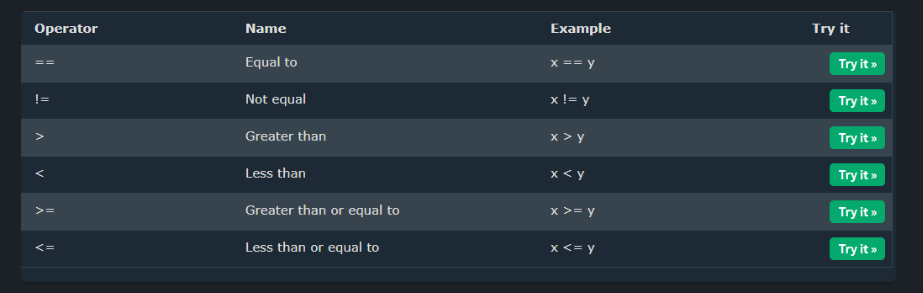 Operator Name Example Try it
== Equal to x == y Try it »
!= Not equal x != y Try it »
> Greater than x > y Try it »
< Less than x < y Try it »
>= Greater than or equal to x >= y Try it »
<= Less than or equal to x <= y Try it »